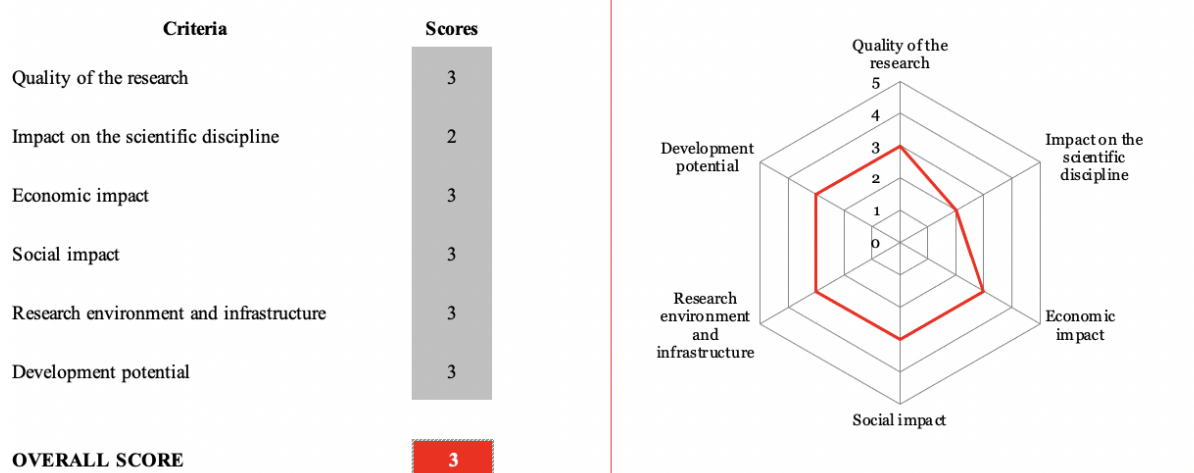 Criteria Scores
Quality of the research 3
Impact on the scientific discipline 2
Economic impact 3
Social impact 3
Research environment and infrastructure 3
Development potential 3
OVERALL SCORE 3
Quality of the
research
5
4
3
2
1
0
Impact on the
scientific
discipline
Economic
impact
Social impact
Research
environment
and
infrastructure
Development
potential